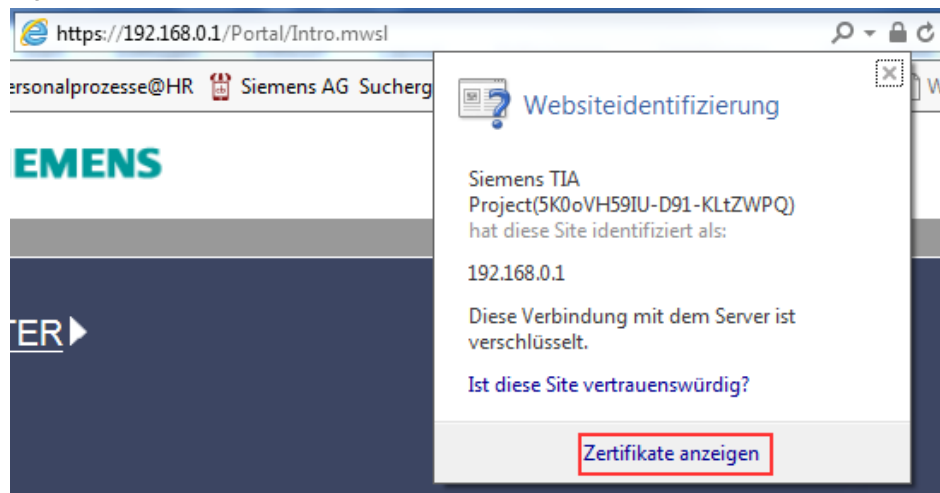 https://192.168.0.1/Portal/Intro.mwsl
ersonalprozesse@HR Siemens AG Sucherg
W
Websiteidentifizierung
EMENS
Siemens TIA
Project(5K0oVH59IU-D91-KLtZWPQ)
hat diese Site identifiziert als:
192.168.0.1
TER
Diese Verbindung mit dem Server ist
verschlüsselt.
Ist diese Site vertrauenswürdig?
Zertifikate anzeigen